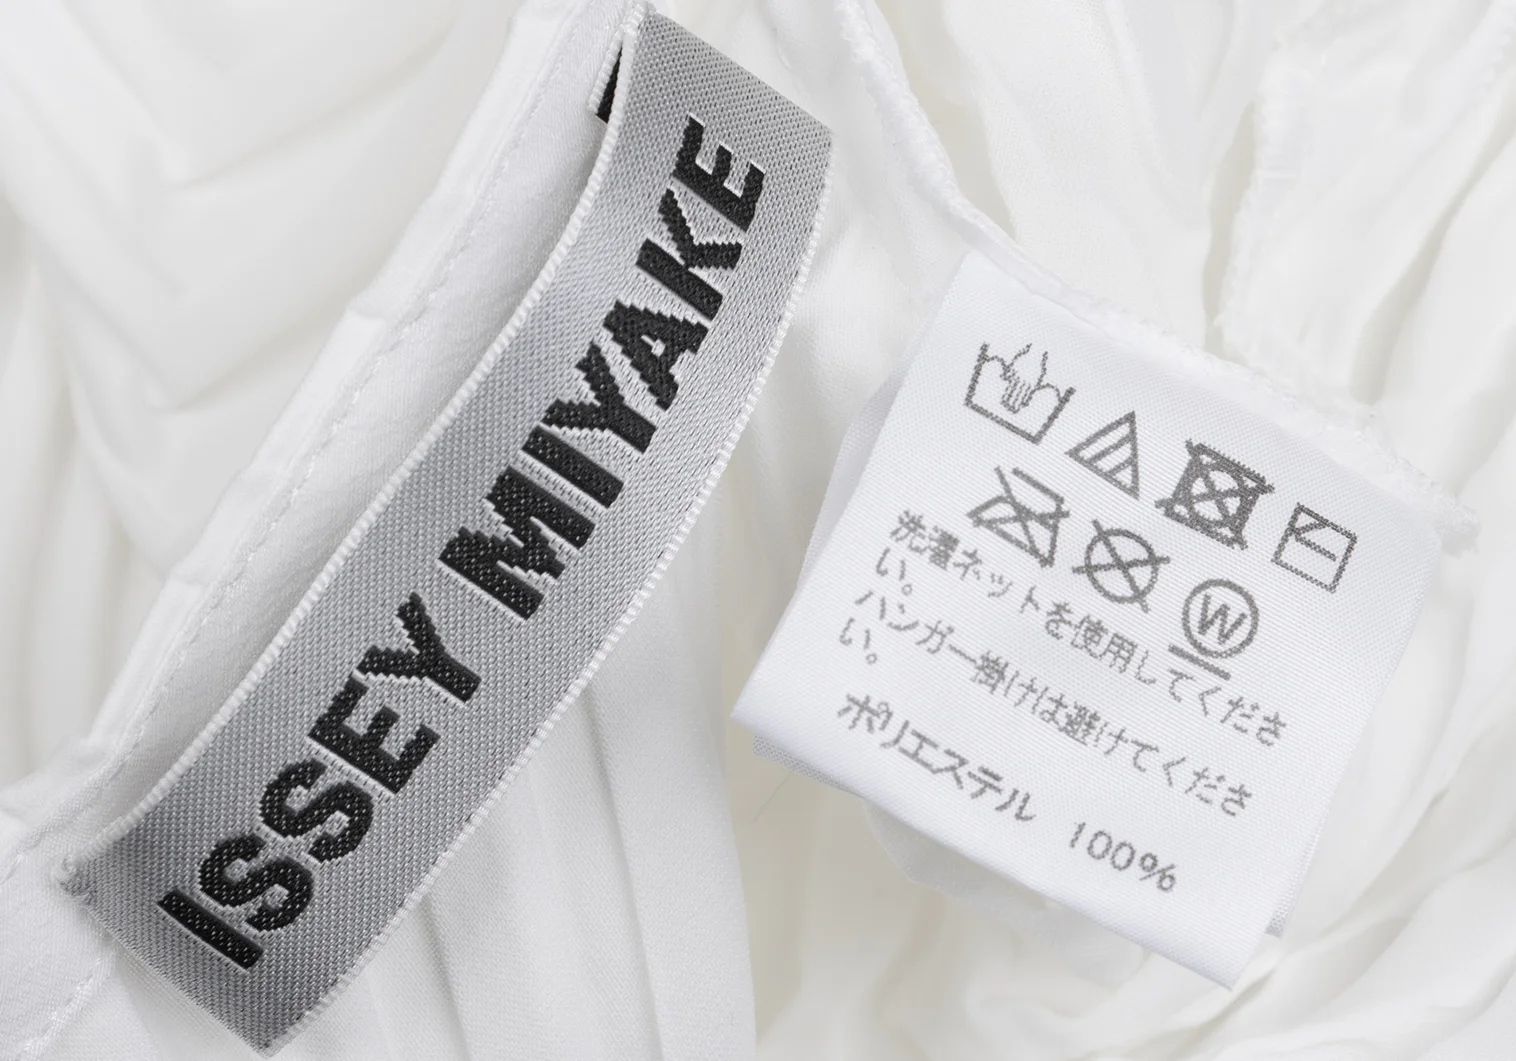 ISSEY MIYAKE
W
洗濯ネットを使用してくださ
い。
ハンガー掛けは避けてくださ
い。
ポリエステル 100%